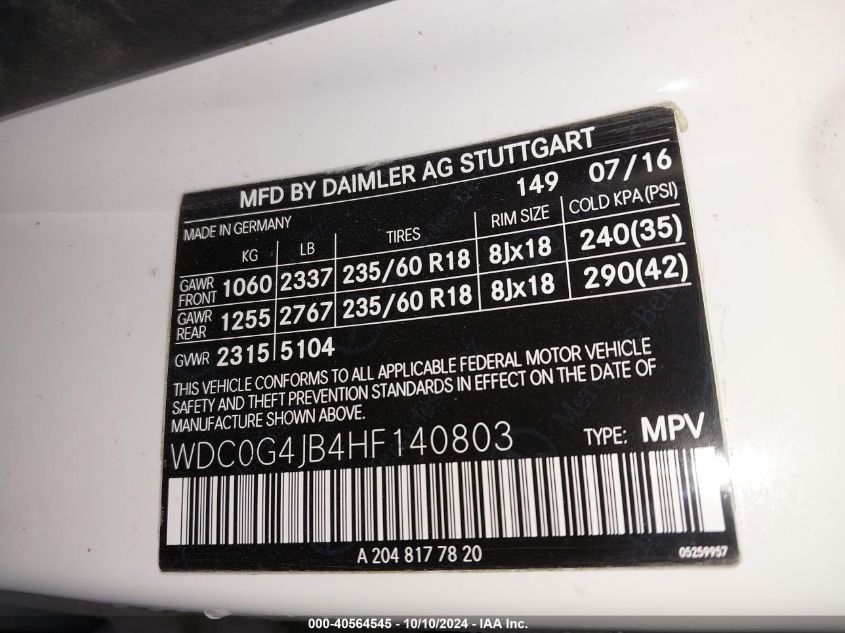 MFD BY DAIMLER AG STUTTGART
MADE IN GERMANY 149 07/16
KG LB TIRES RIM SIZE COLD KPA(PSI)
GAWR FRONT 1060 2337 235/60 R18 8Jx18 240(35)
GAWR REAR 1255 2767 235/60 R18 8Jx18 290(42)
GVWR 2315 5104
THIS VEHICLE CONFORMS TO ALL APPLICABLE FEDERAL MOTOR VEHICLE
SAFETY AND THEFT PREVENTION STANDARDS IN EFFECT ON THE DATE OF
MANUFACTURE SHOWN ABOVE.
WDC0G4JB4HF140803 TYPE: MPV
A 204 817 78 20 05259957
000-40564545 - 10/10/2024 - IAA Inc.